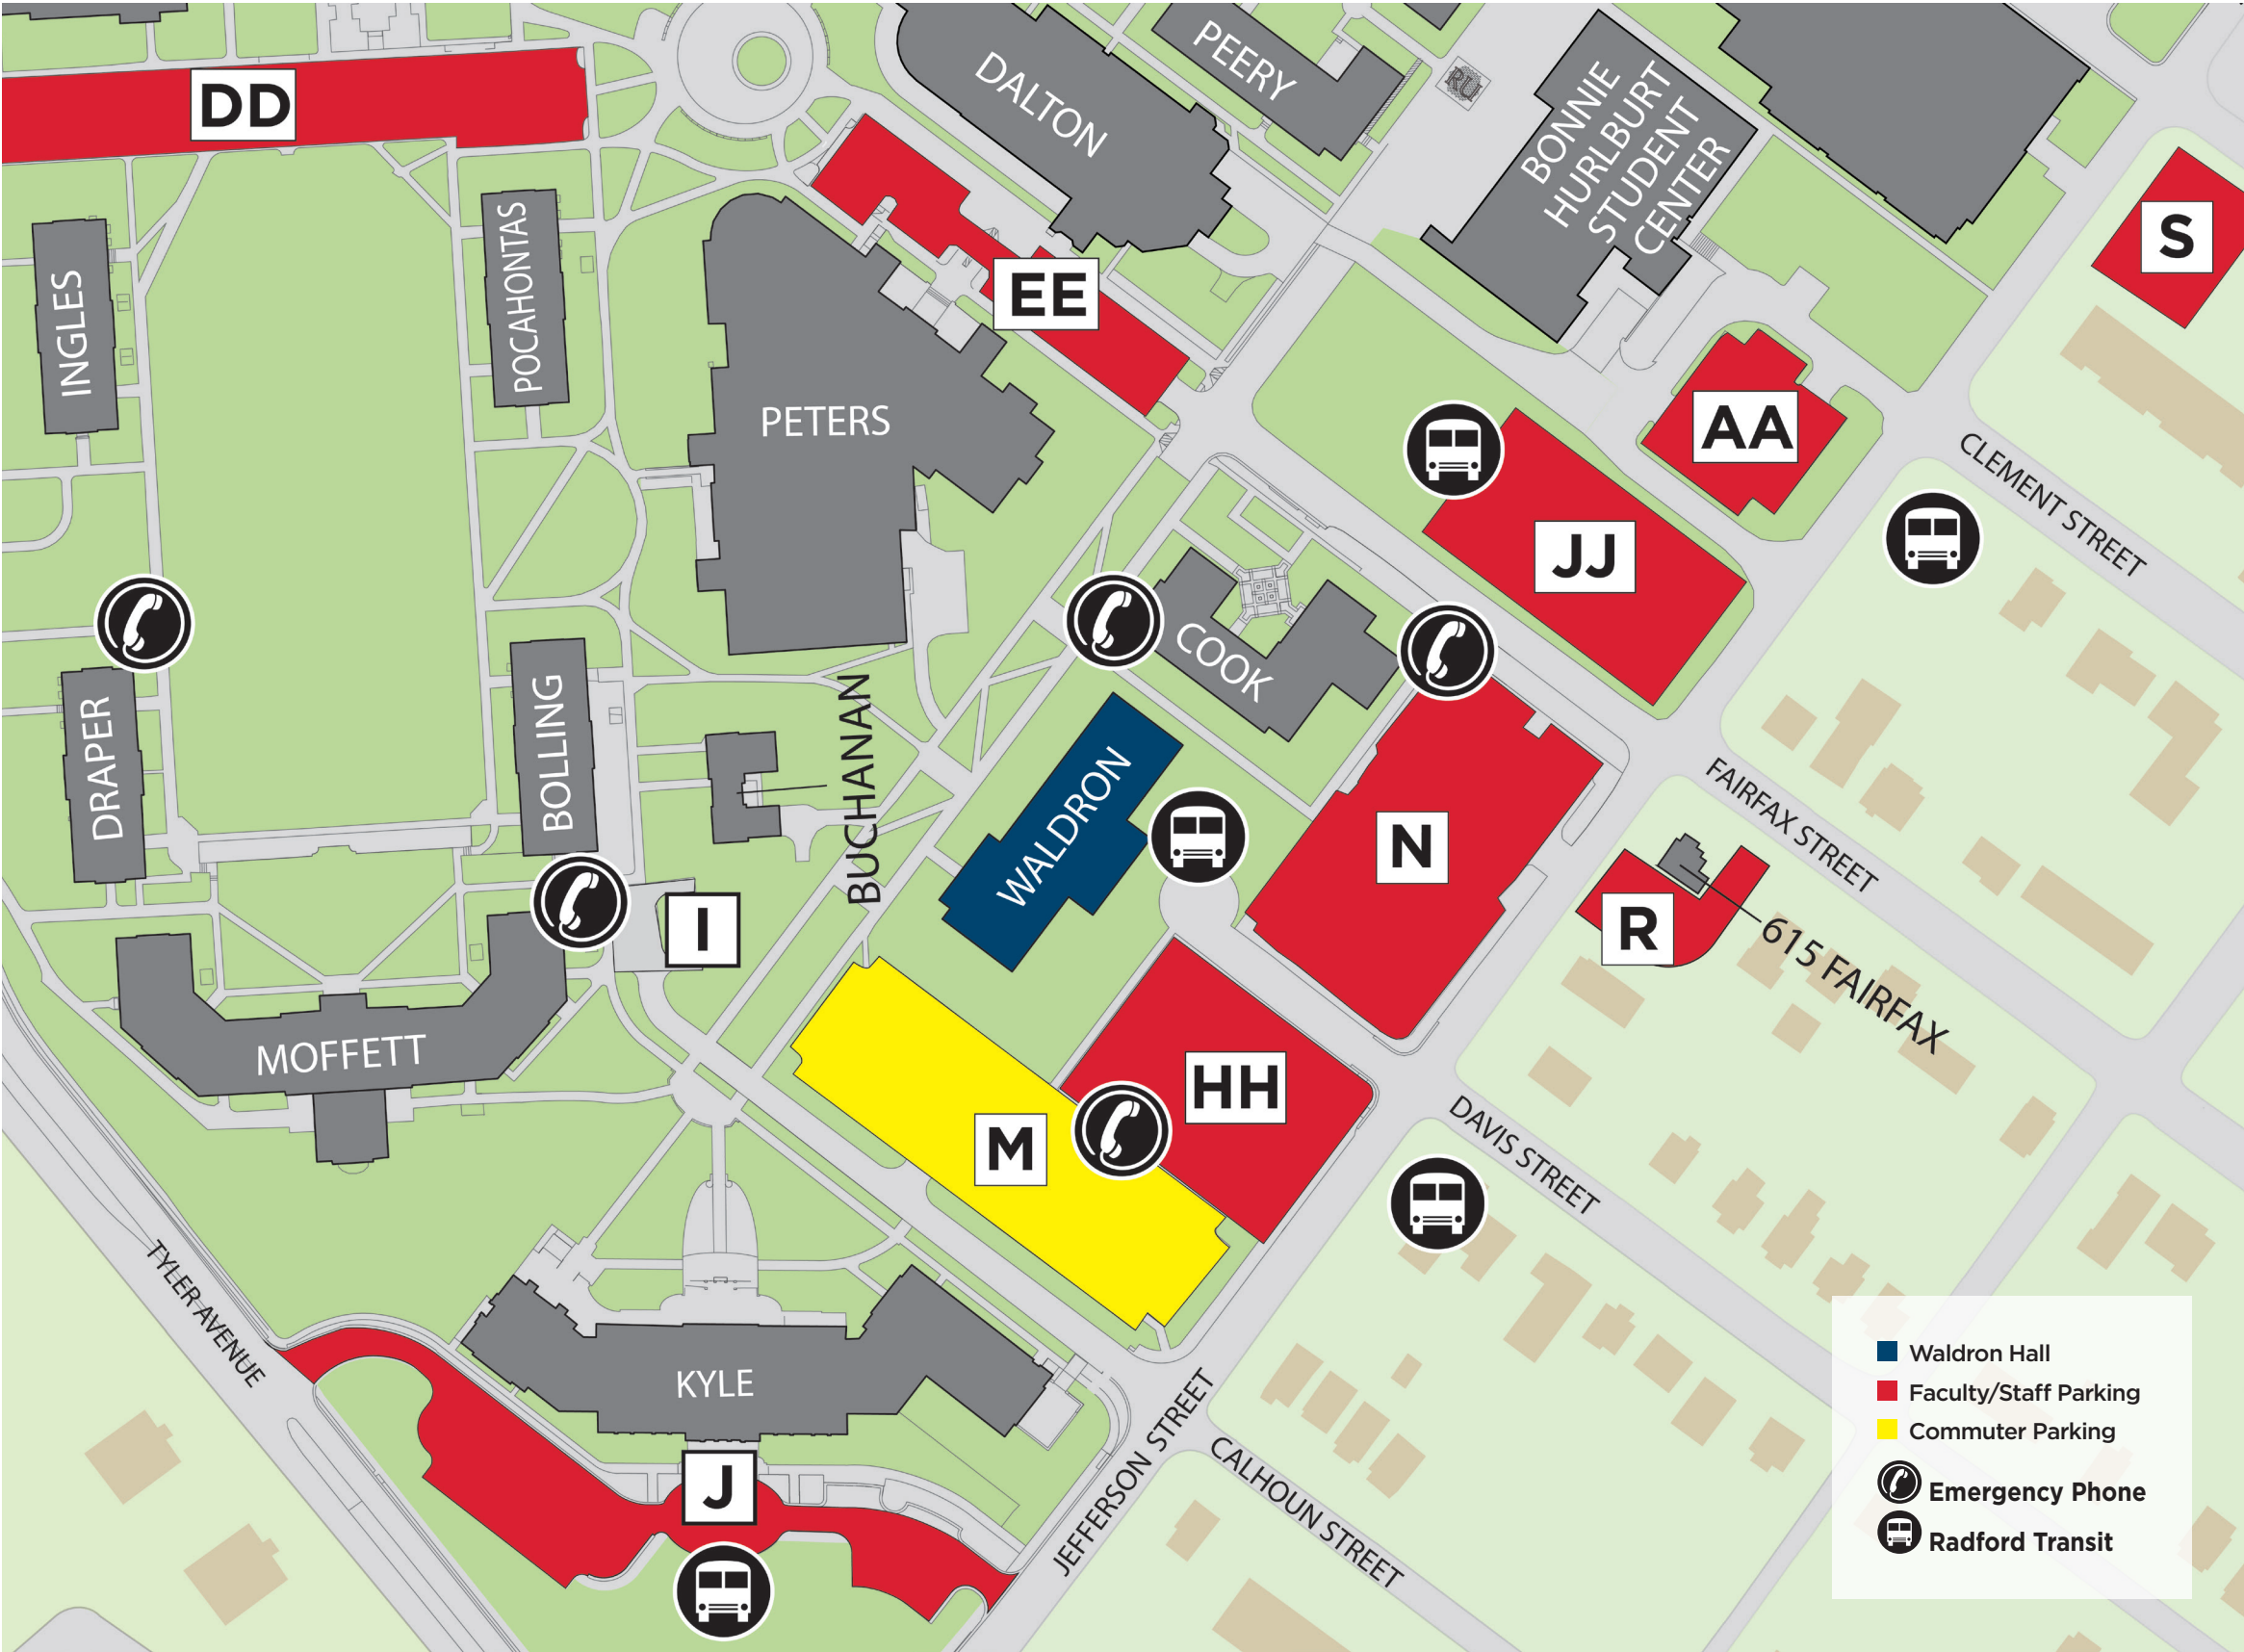 DD
DALTON
PEERY
RU
BONNIE
HURLBURT
STUDENT
CENTER
S
INGLES
POCAHONTAS
EE
PETERS
AA
JJ
CLEMENT STREET
COOK
DRAPER
BOLLING
BUCHANAN
WALDRON
N
FAIRFAX STREET
I
R
615 FAIRFAX
MOFFETT
HH
M
DAVIS STREET
TYLER AVENUE
KYLE
J
JEFFERSON STREET
CALHOUN STREET
Waldron Hall
Faculty/Staff Parking
Commuter Parking
Emergency Phone
Radford Transit